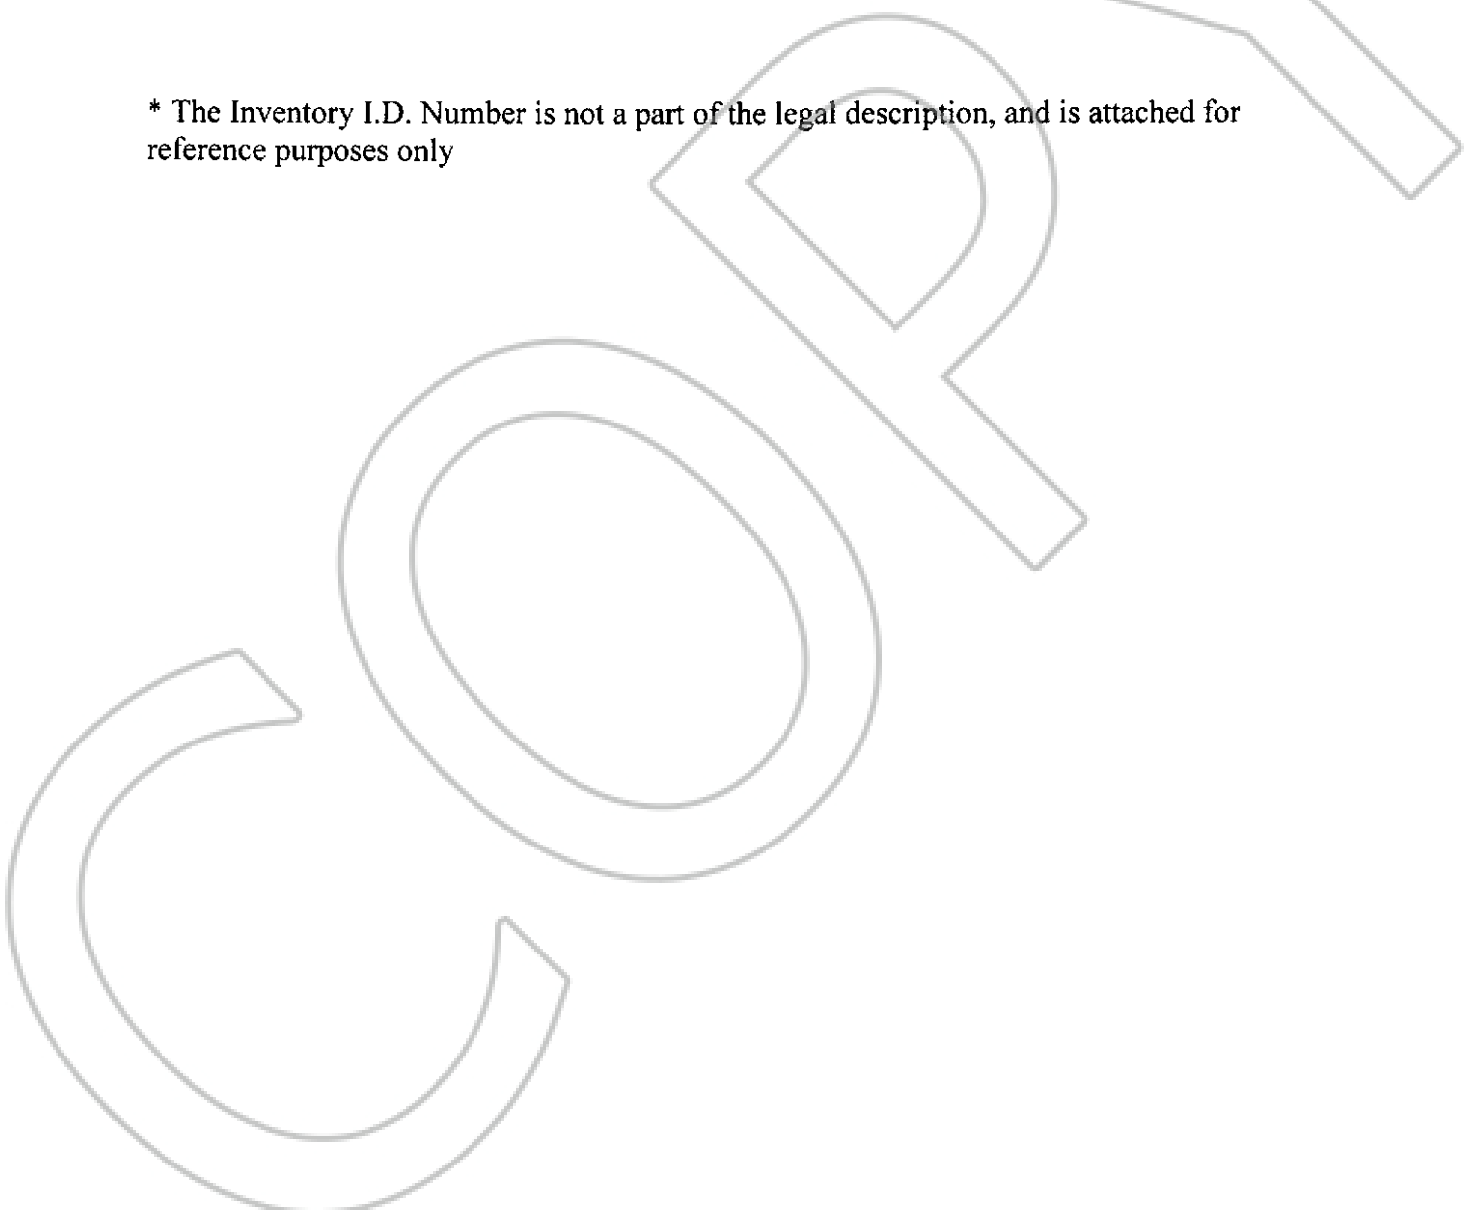 * The Inventory I.D. Number is not a part of the legal description, and is attached for
reference purposes only
COPY